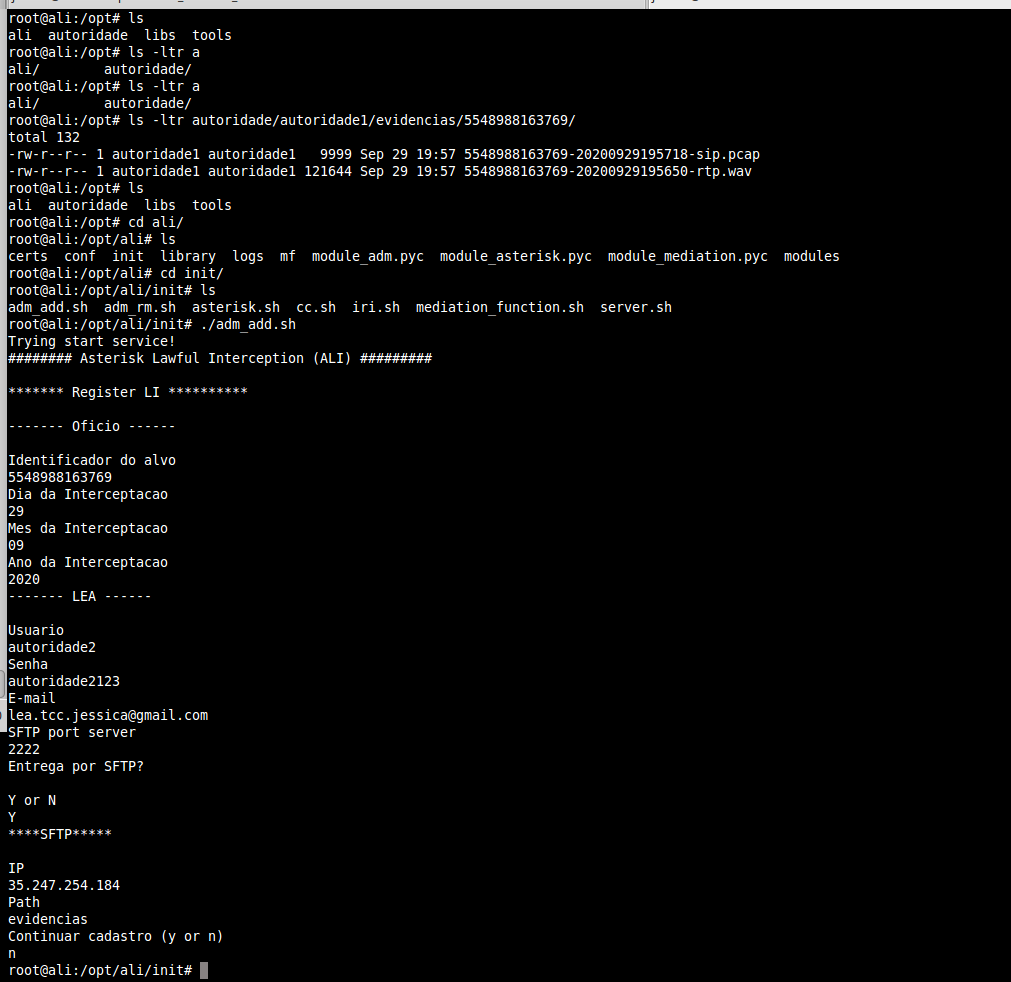 root@ali:/opt# ls
ali  autoridade  libs  tools
root@ali:/opt# ls -ltr a
ali/        autoridade/
root@ali:/opt# ls -ltr a
ali/        autoridade/
root@ali:/opt# ls -ltr autoridade/autoridade1/evidencias/5548988163769/
total 132
-rw-r--r-- 1 autoridade1 autoridade1   9999 Sep 29 19:57 5548988163769-20200929195718-sip.pcap
-rw-r--r-- 1 autoridade1 autoridade1 121644 Sep 29 19:57 5548988163769-20200929195650-rtp.wav
root@ali:/opt# ls
ali  autoridade  libs  tools
root@ali:/opt# cd ali/
root@ali:/opt/ali# ls
certs  conf  init  library  logs  mf  module_adm.pyc  module_asterisk.pyc  module_mediation.pyc  modules
root@ali:/opt/ali# cd init/
root@ali:/opt/ali/init# ls
adm_add.sh  adm_rm.sh  asterisk.sh  cc.sh  iri.sh  mediation_function.sh  server.sh
root@ali:/opt/ali/init# ./adm_add.sh
Trying start service!
######## Asterisk Lawful Interception (ALI) #########
******* Register LI **********
------- Oficio ------
Identificador do alvo
5548988163769
Dia da Interceptacao
29
Mes da Interceptacao
09
Ano da Interceptacao
2020
------- LEA ------
Usuario
autoridade2
Senha
autoridade2123
E-mail
lea.tcc.jessica@gmail.com
SFTP port server
2222
Entrega por SFTP?
Y or N
Y
****SFTP*****
IP
35.247.254.184
Path
evidencias
Continuar cadastro (y or n)
n
root@ali:/opt/ali/init#